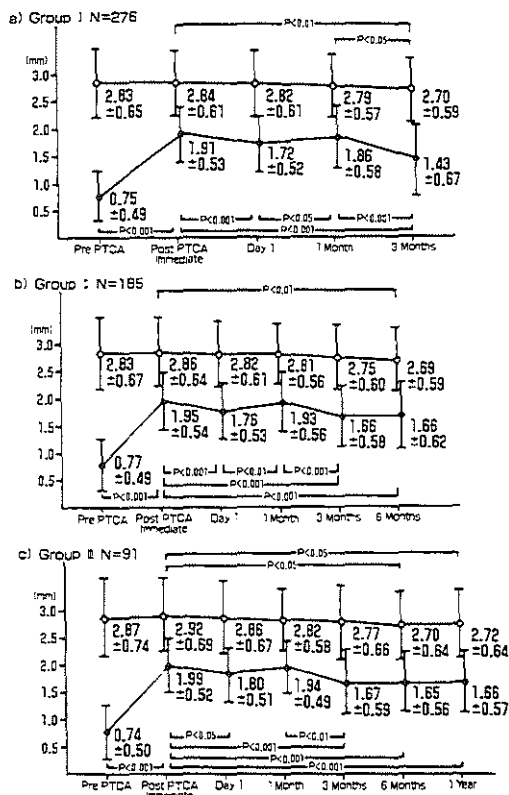 a) Group I N=276
P<0.01
P<0.05
(mm)
3.0
2.5
2.0
1.5
1.0
0.5
2.83 ±0.65
2.84 ±0.61
2.82 ±0.61
2.79 ±0.57
2.70 ±0.59
0.75 ±0.49
1.91 ±0.53
1.72 ±0.52
1.86 ±0.58
1.43 ±0.67
P<0.001 P<0.05 P<0.001
P<0.001 P<0.001
Pre PTCA Post PTCA Immediate Day 1 1 Month 3 Months
b) Group N=185
P<0.01
(mm)
3.0
2.5
2.0
1.5
1.0
0.5
2.83 ±0.67
2.86 ±0.64
2.82 ±0.61
2.81 ±0.56
2.75 ±0.60
2.69 ±0.59
0.77 ±0.49
1.95 ±0.54
1.76 ±0.53
1.93 ±0.56
1.66 ±0.58
1.66 ±0.62
P<0.001 P<0.01 P<0.001
P<0.001
P<0.001 P<0.001
Pre PTCA Post PTCA Immediate Day 1 1 Month 3 Months 6 Months
c) Group N=91
P<0.05
P<0.05
(mm)
3.0
2.5
2.0
1.5
1.0
0.5
2.87 ±0.74
2.92 ±0.69
2.86 ±0.67
2.82 ±0.58
2.77 ±0.66
2.70 ±0.64
2.72 ±0.64
0.74 ±0.50
1.99 ±0.52
1.80 ±0.51
1.94 ±0.49
1.67 ±0.59
1.65 ±0.56
1.66 ±0.57
P<0.05 P<0.01
P<0.001
P<0.001
P<0.001 P<0.001
Pre PTCA Post PTCA Immediate Day 1 1 Month 3 Months 6 Months 1 Year